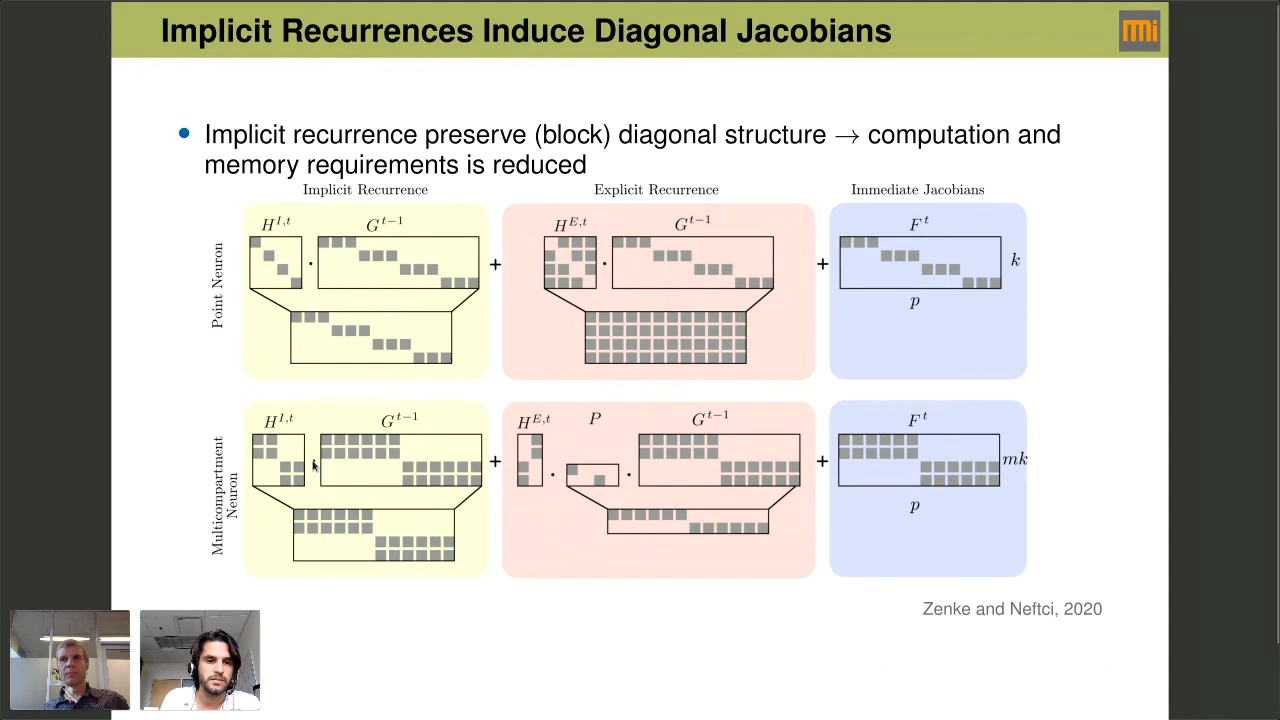 Implicit Recurrences Induce Diagonal Jacobians
• Implicit recurrence preserve (block) diagonal structure → computation and
memory requirements is reduced
Implicit Recurrence
Explicit Recurrence
Immediate Jacobians
Point Neuron
H^{I,t}
G^{t−1}
·
+
H^{E,t}
G^{t−1}
·
+
F^t
k
p
Multicompartment
Neuron
H^{I,t}
G^{t−1}
·
+
H^{E,t}
P
G^{t−1}
·
·
+
F^t
mk
p
Zenke and Neftci, 2020